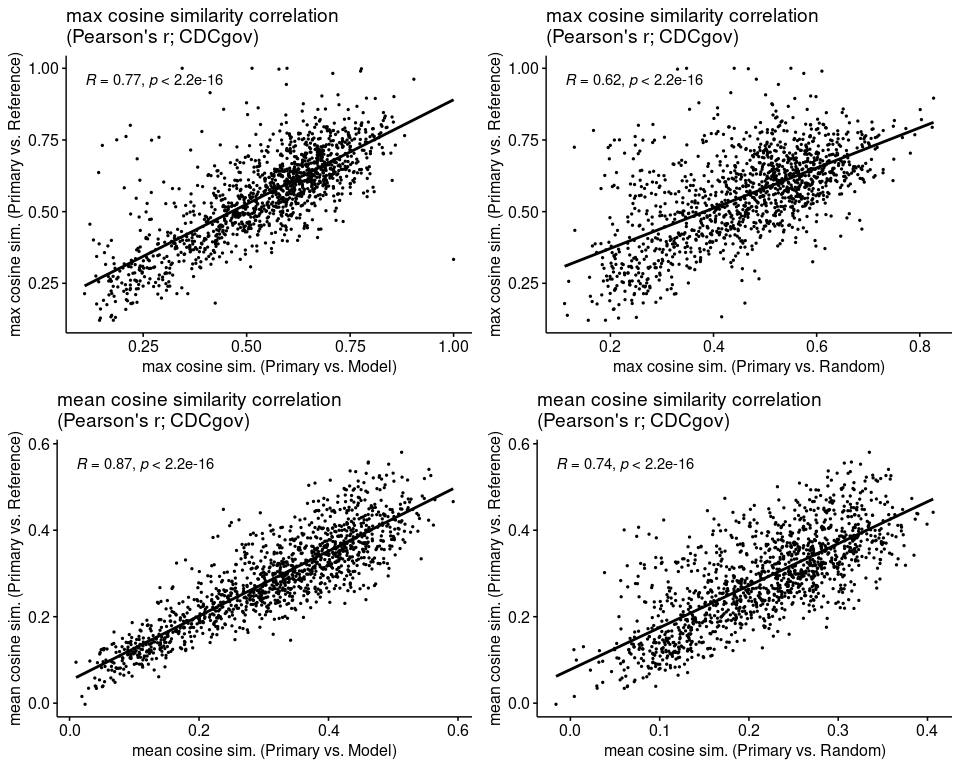 max cosine similarity correlation
(Pearson's r; CDCgov)
R = 0.77, p < 2.2e-16
max cosine sim. (Primary vs. Reference)
1.00
0.75
0.50
0.25
0.25 0.50 0.75 1.00
max cosine sim. (Primary vs. Model)
max cosine similarity correlation
(Pearson's r; CDCgov)
R = 0.62, p < 2.2e-16
max cosine sim. (Primary vs. Reference)
1.00
0.75
0.50
0.25
0.2 0.4 0.6 0.8
max cosine sim. (Primary vs. Random)
mean cosine similarity correlation
(Pearson's r; CDCgov)
R = 0.87, p < 2.2e-16
mean cosine sim. (Primary vs. Reference)
0.6
0.4
0.2
0.0
0.0 0.2 0.4 0.6
mean cosine sim. (Primary vs. Model)
mean cosine similarity correlation
(Pearson's r; CDCgov)
R = 0.74, p < 2.2e-16
mean cosine sim. (Primary vs. Reference)
0.6
0.4
0.2
0.0
0.0 0.1 0.2 0.3 0.4
mean cosine sim. (Primary vs. Random)